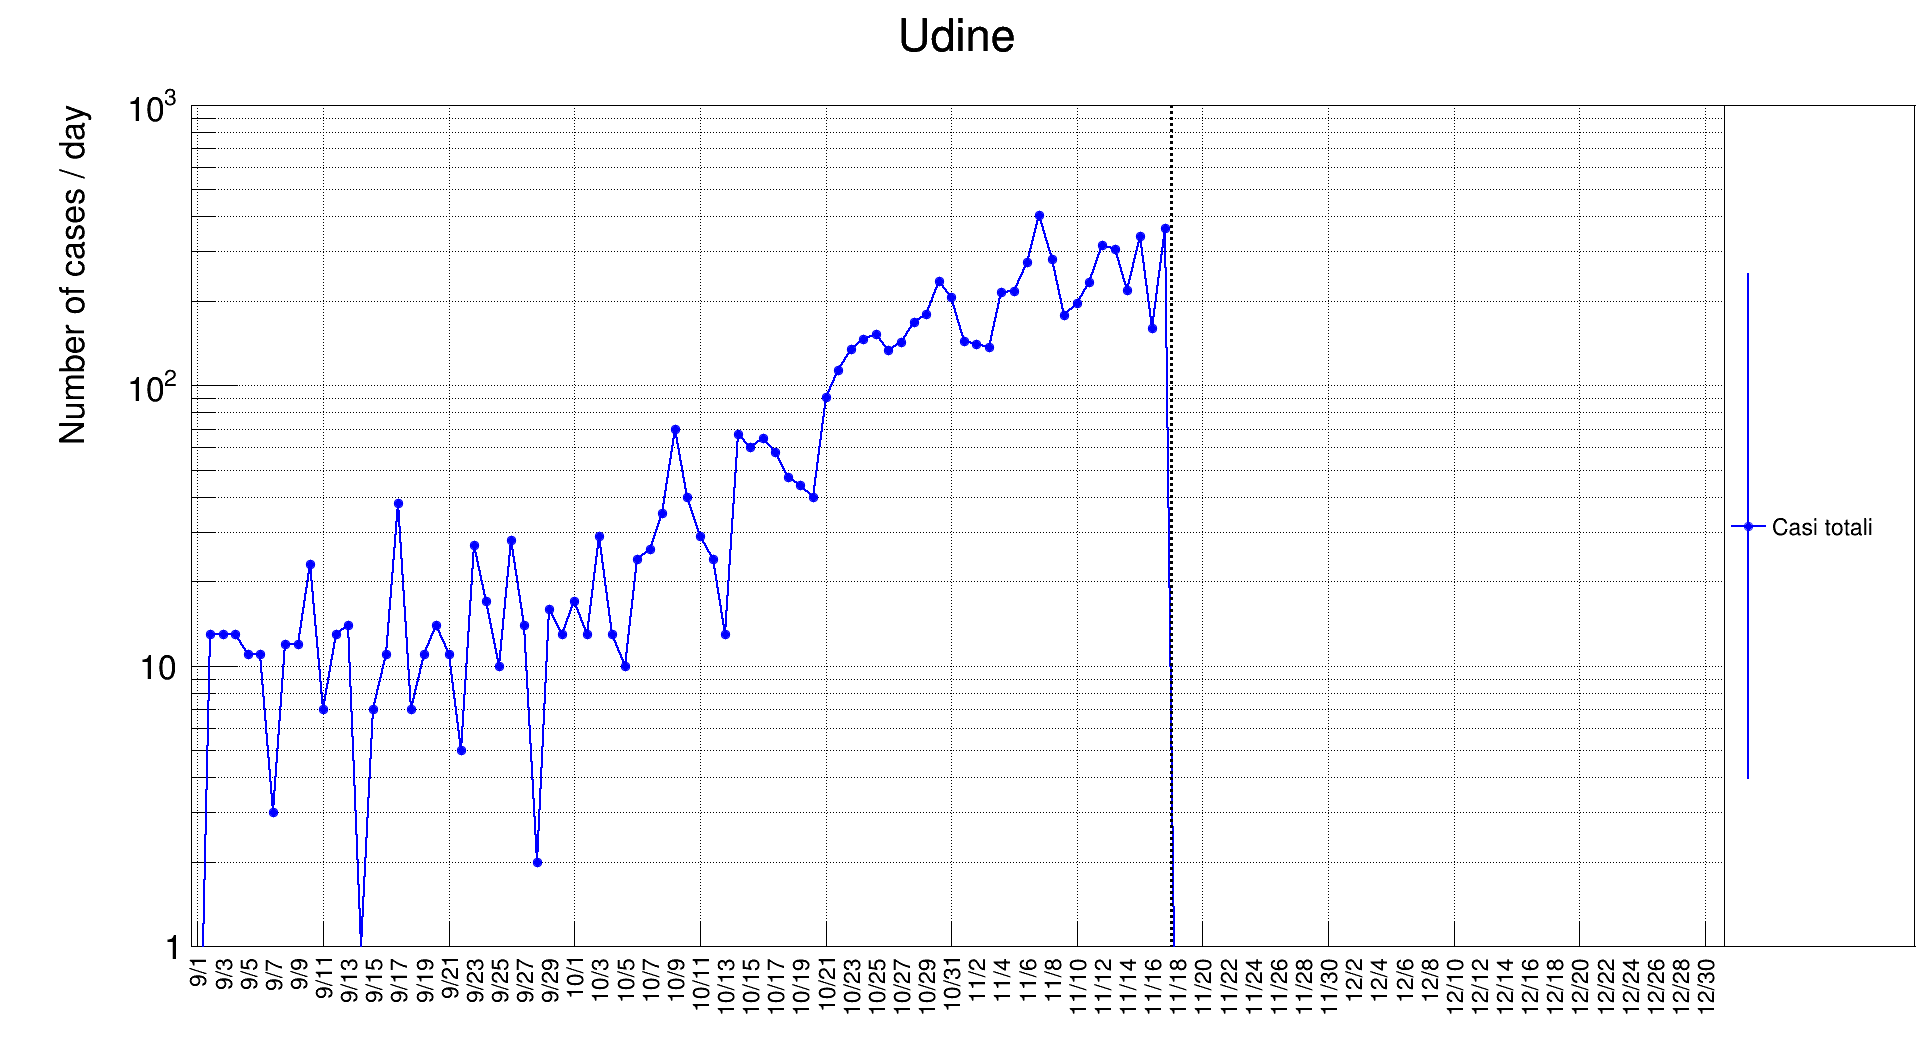 Udine
Number of cases / day
10³
10²
10
1
9/1 9/3 9/5 9/7 9/9 9/11 9/13 9/15 9/17 9/19 9/21 9/23 9/25 9/27 9/29 10/1 10/3 10/5 10/7 10/9 10/11 10/13 10/15 10/17 10/19 10/21 10/23 10/25 10/27 10/29 10/31 11/2 11/4 11/6 11/8 11/10 11/12 11/14 11/16 11/18 11/20 11/22 11/24 11/26 11/28 11/30 12/2 12/4 12/6 12/8 12/10 12/12 12/14 12/16 12/18 12/20 12/22 12/24 12/26 12/28 12/30
Casi totali